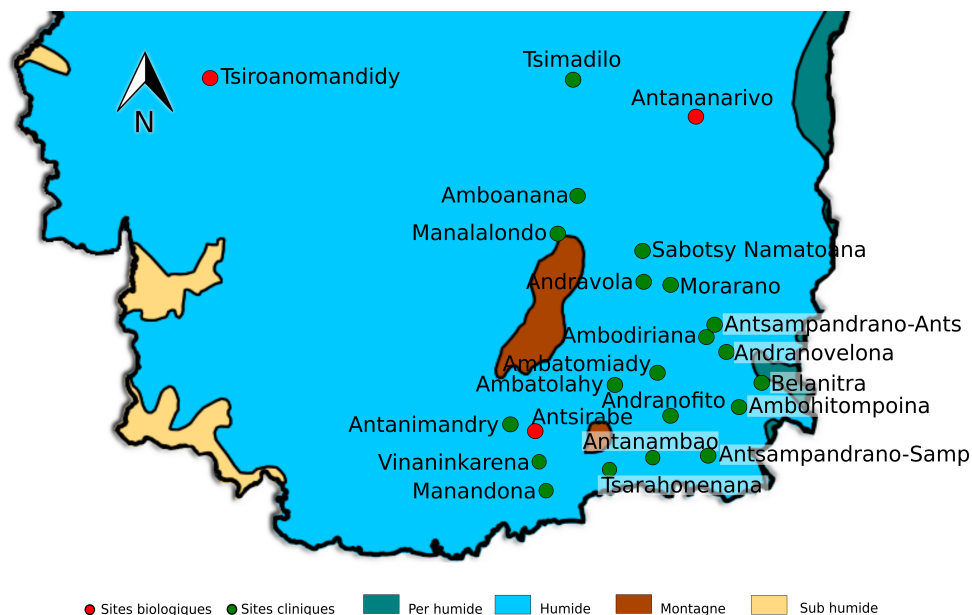 Tsimadilo
Tsiroanomandidy
Antananarivo
N
Amboanana
Manalalondo
Sabotsy Namatoana
Andravola
Morarano
Antsampandrano-Ants
Ambodiriana
Andranovelona
Ambatomiady
Ambatolahy
Belanitra
Andranofito
Ambohitompoina
Antsirabe
Antanimandry
Antanambao
Antsampandrano-Samp
Vinaninkarena
Tsarahonenana
Manandona
Sites biologiques Sites cliniques Per humide Humide Montagne Sub humide